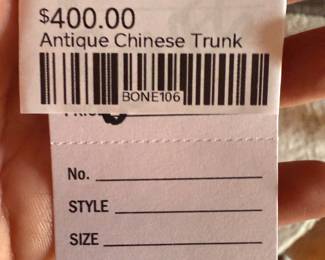 $400.00
Antique Chinese Trunk
BONE106
No.
STYLE
SIZE